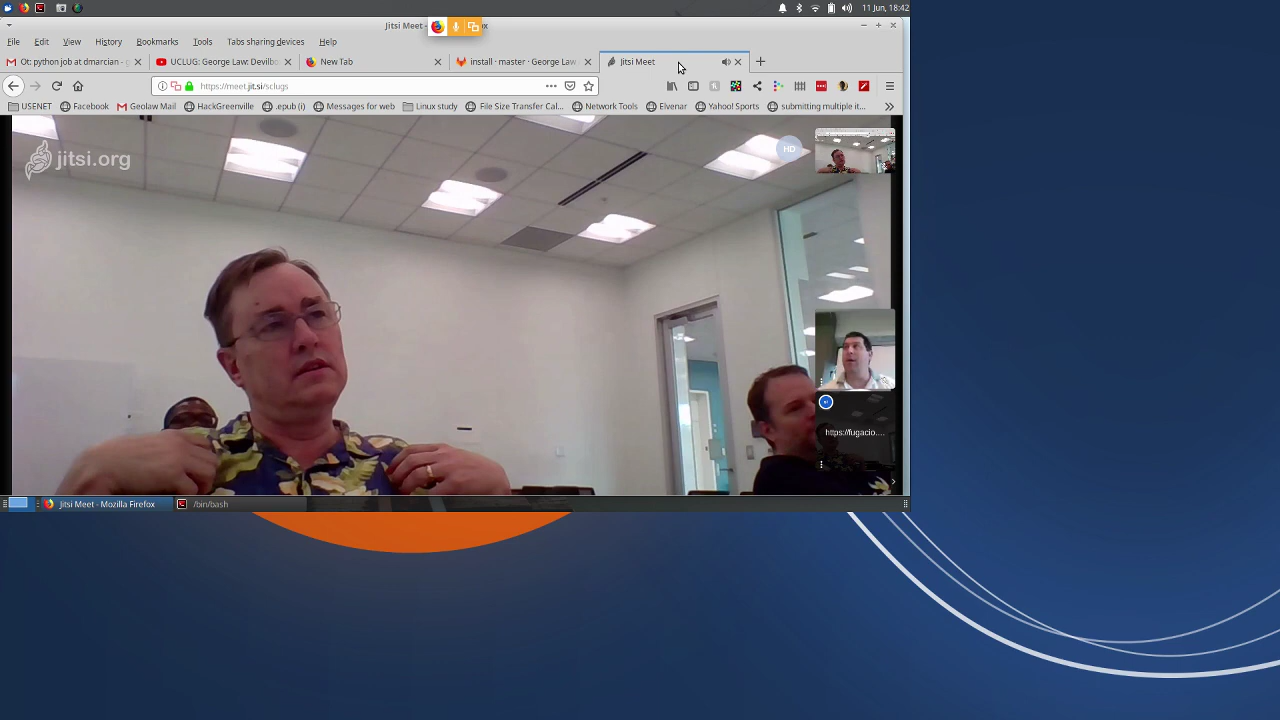 11 Jun, 18:42
Jitsi Meet -
File Edit View History Bookmarks Tools Tabs sharing devices Help
Ot: python job at dmarcian - g
UCLUG: George Law: Devilbo
New Tab
install · master · George Law
Jitsi Meet
https://meet.jit.si/sclugs
USENET Facebook Geolaw Mail HackGreenville .epub (i) Messages for web Linux study File Size Transfer Cal... Network Tools Elvenar Yahoo! Sports submitting multiple it...
jitsi.org
HD
https://fugacio....
Jitsi Meet - Mozilla Firefox
/bin/bash